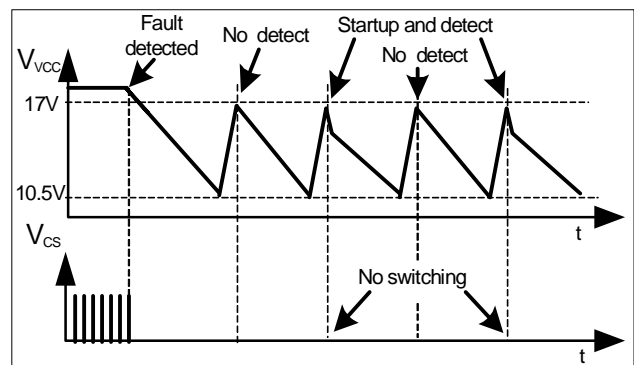 Fault
detected
No detect
Startup and detect
No detect
VVCC
17V
10.5V
t
VCS
No switching
t